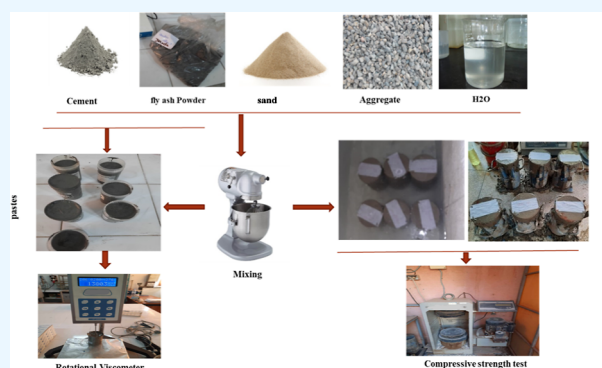 Cement
fly ash Powder
sand
Aggregate
H2O
pastes
Mixing
Rotational Viscometer
Compressive strength test